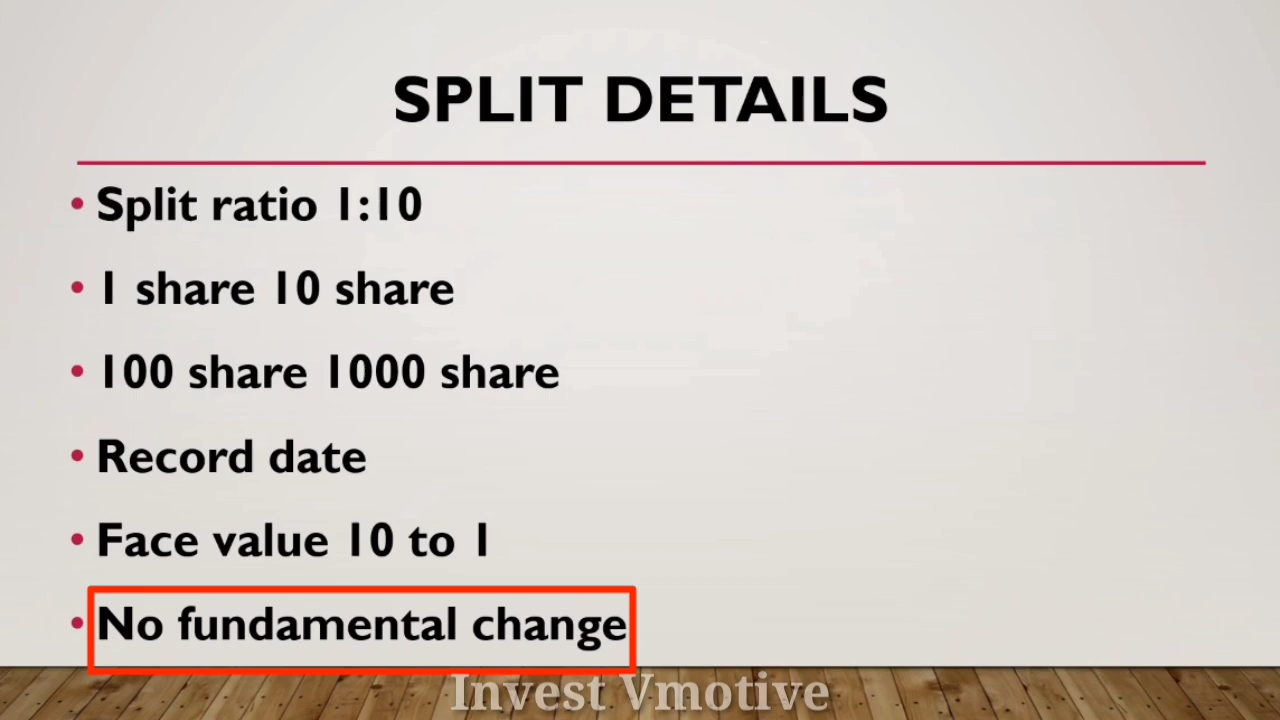 SPLIT DETAILS
• Split ratio 1:10
• 1 share 10 share
• 100 share 1000 share
• Record date
• Face value 10 to 1
• No fundamental change
Invest Vmotive